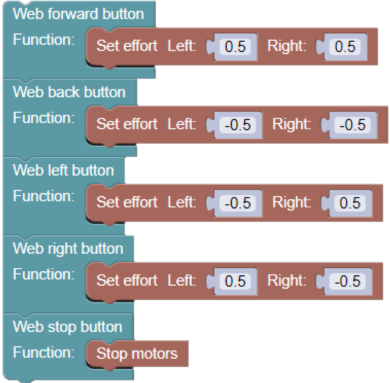 Web forward button
Function: Set effort Left: 0.5 Right: 0.5
Web back button
Function: Set effort Left: -0.5 Right: -0.5
Web left button
Function: Set effort Left: -0.5 Right: 0.5
Web right button
Function: Set effort Left: 0.5 Right: -0.5
Web stop button
Function: Stop motors